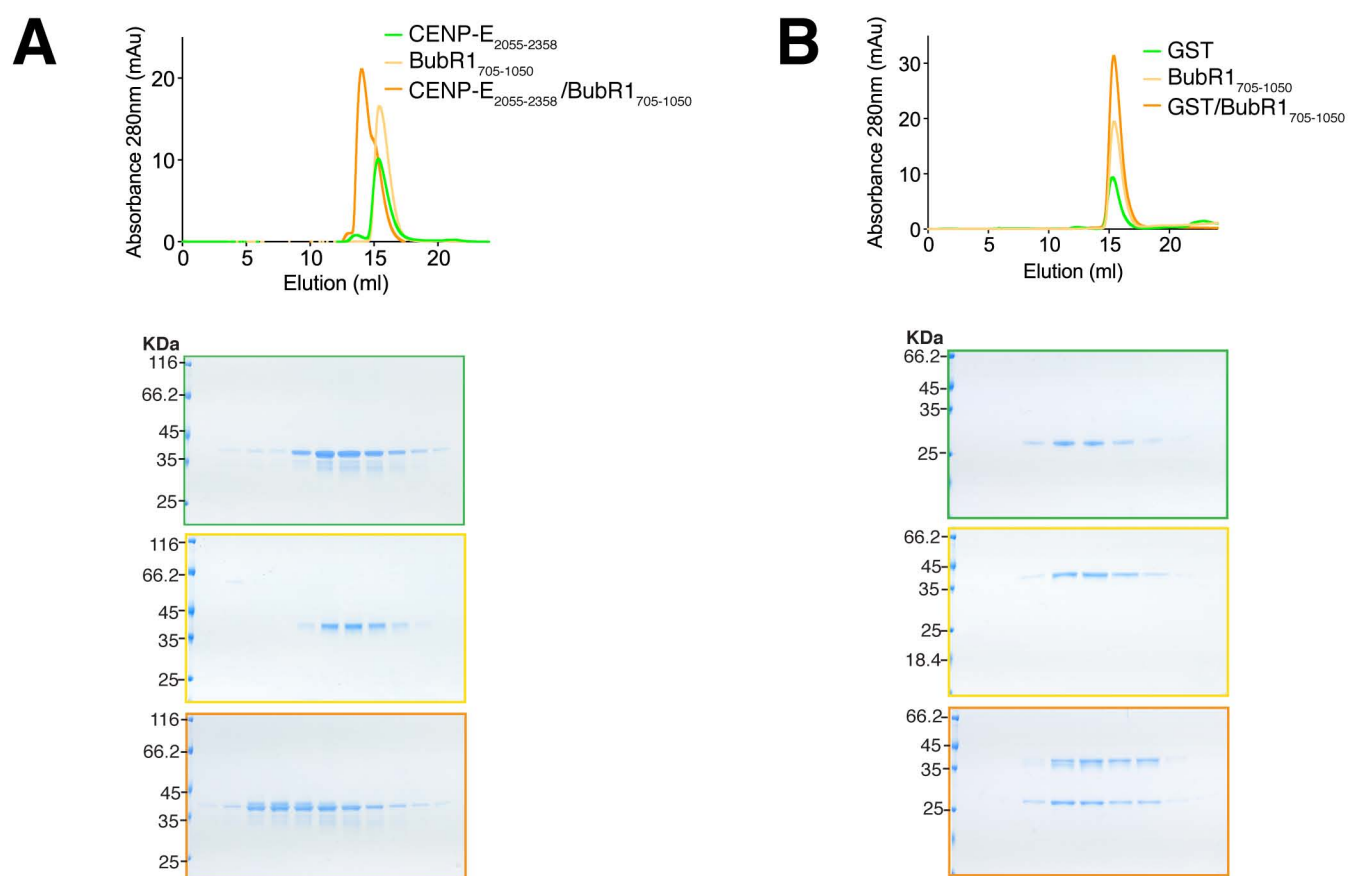 A
Absorbance 280nm (mAu)
20
10
0
0 5 10 15 20
Elution (ml)
CENP-E2055-2358
BubR1705-1050
CENP-E2055-2358 /BubR1705-1050
KDa
116
66.2
45
35
25
116
66.2
45
35
25
116
66.2
45
35
25
B
Absorbance 280nm (mAu)
30
20
10
0
0 5 10 15 20
Elution (ml)
GST
BubR1705-1050
GST/BubR1705-1050
KDa
66.2
45
35
25
66.2
45
35
25
18.4
66.2
45
35
25